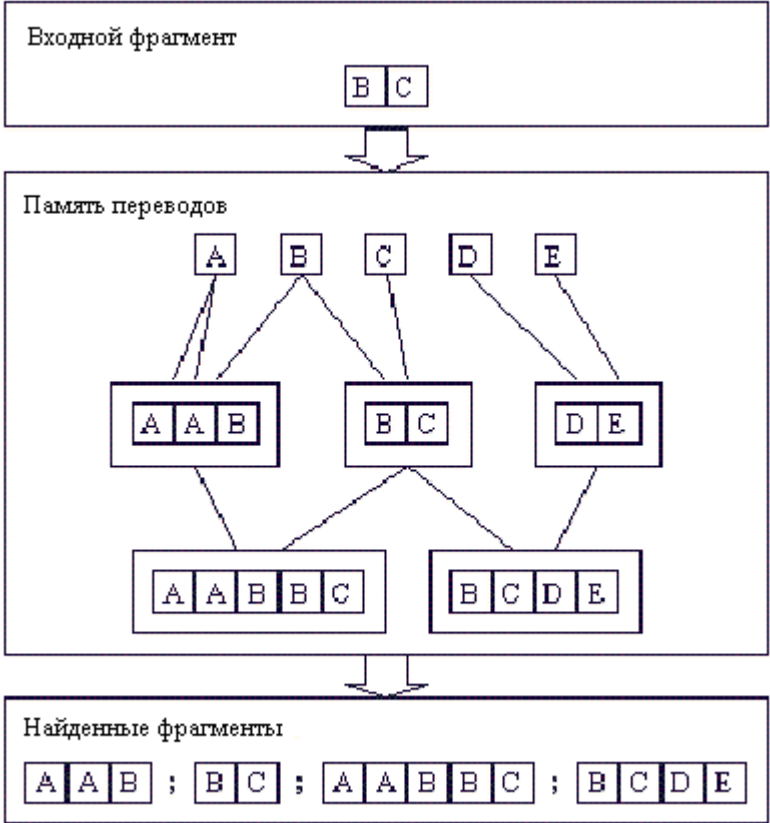 Входной фрагмент
B C
Память переводов
A B C D E
A A B B C D E
A A B B C B C D E
Найденные фрагменты
A A B ; B C ; A A B B C ; B C D E